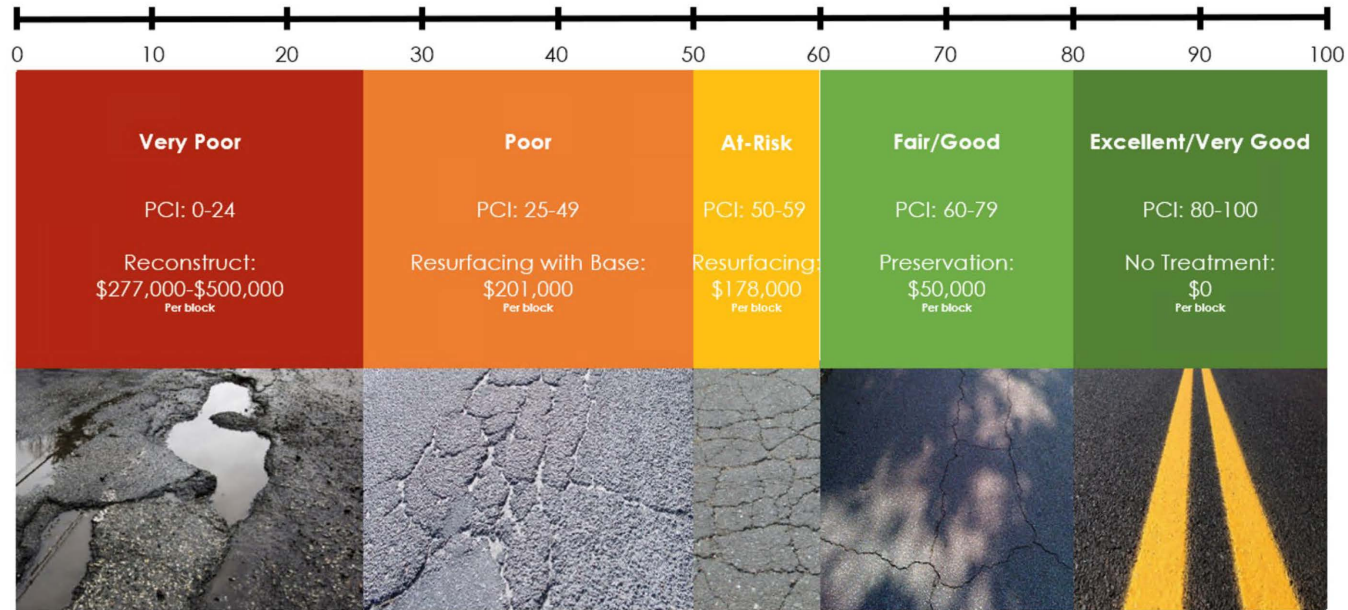 0 10 20 30 40 50 60 70 80 90 100
Very Poor
PCI: 0-24
Reconstruct:
$277,000-$500,000
Per block
Poor
PCI: 25-49
Resurfacing with Base:
$201,000
Per block
At-Risk
PCI: 50-59
Resurfacing:
$178,000
Per block
Fair/Good
PCI: 60-79
Preservation:
$50,000
Per block
Excellent/Very Good
PCI: 80-100
No Treatment:
$0
Per block